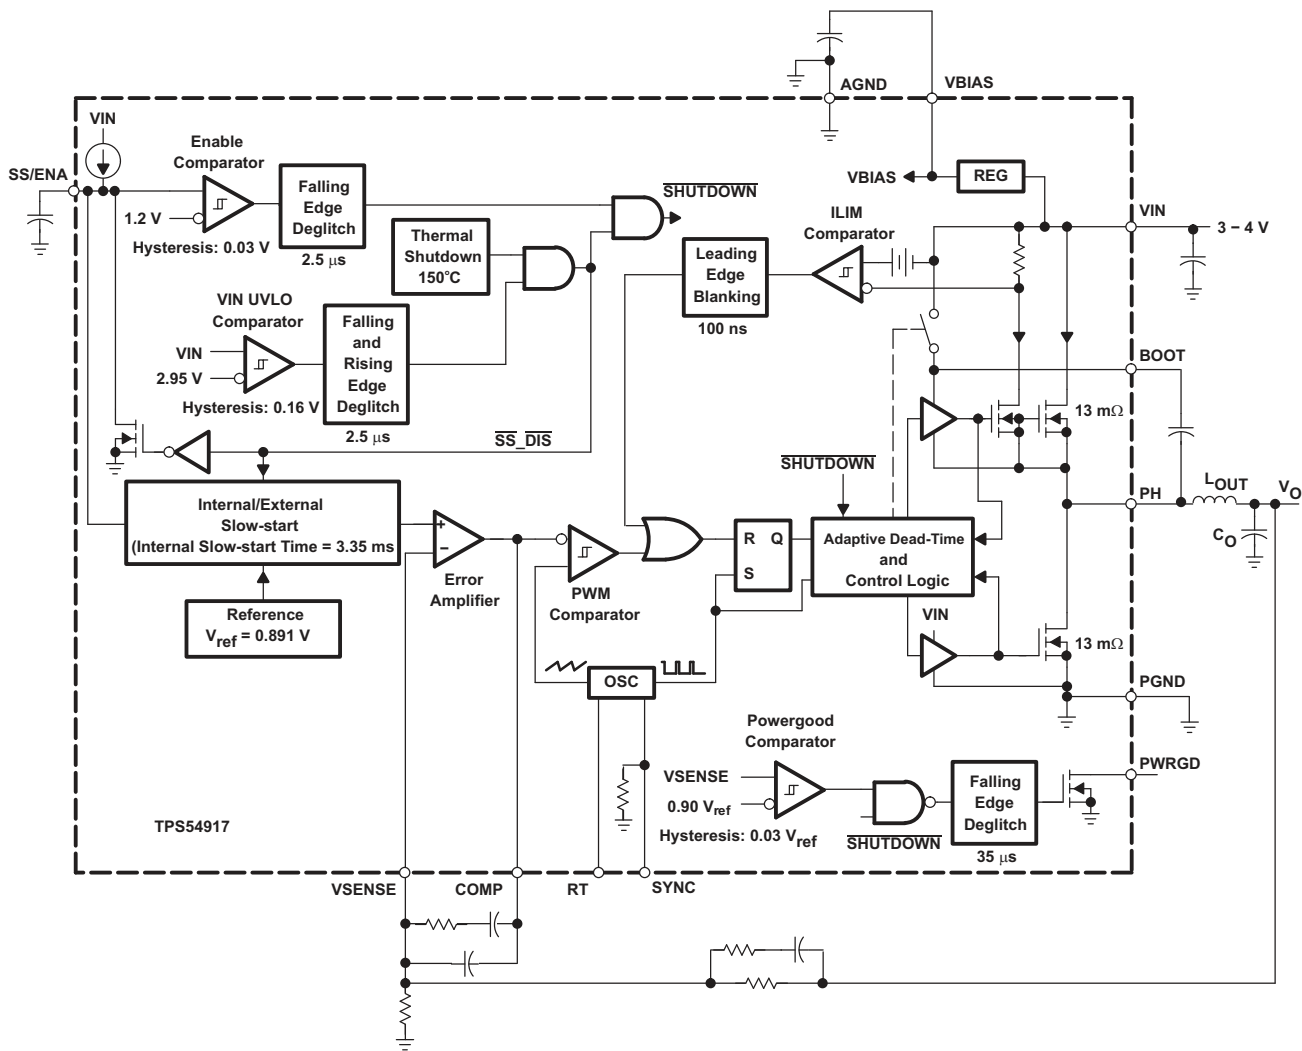 AGND
VBIAS
VIN
Enable
Comparator
SS/ENA
1.2 V
Hysteresis: 0.03 V
Falling
Edge
Deglitch
2.5 μs
Thermal
Shutdown
150°C
SHUTDOWN
VBIAS
REG
ILIM
Comparator
VIN
3 – 4 V
Leading
Edge
Blanking
100 ns
VIN UVLO
Comparator
VIN
2.95 V
Hysteresis: 0.16 V
Falling
and
Rising
Edge
Deglitch
2.5 μs
BOOT
13 mΩ
SS_DIS
SHUTDOWN
Internal/External
Slow-start
(Internal Slow-start Time = 3.35 ms
Reference
Vref = 0.891 V
+
−
Error
Amplifier
PWM
Comparator
R Q
S
Adaptive Dead-Time
and
Control Logic
PH
LOUT
VO
CO
VIN
13 mΩ
OSC
PGND
Powergood
Comparator
VSENSE
0.90 Vref
Hysteresis: 0.03 Vref
SHUTDOWN
Falling
Edge
Deglitch
35 μs
PWRGD
TPS54917
VSENSE
COMP
RT
SYNC